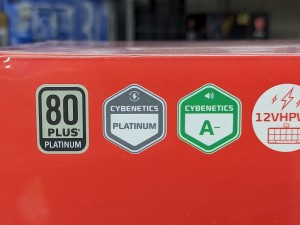 80
PLUS
PLATINUM
CYBENETICS
PLATINUM
CYBENETICS
A-
12VHPW